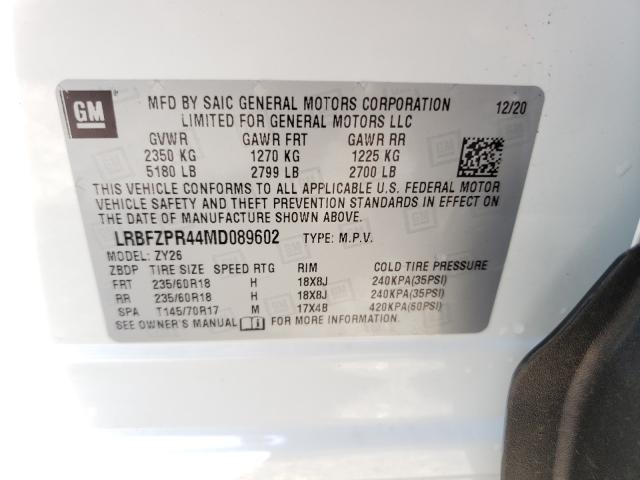 GM
MFD BY SAIC GENERAL MOTORS CORPORATION 12/20
LIMITED FOR GENERAL MOTORS LLC
GVWR GAWR FRT GAWR RR
2350 KG 1270 KG 1225 KG
5180 LB 2799 LB 2700 LB
THIS VEHICLE CONFORMS TO ALL APPLICABLE U.S. FEDERAL MOTOR
VEHICLE SAFETY AND THEFT PREVENTION STANDARDS IN EFFECT ON
THE DATE OF MANUFACTURE SHOWN ABOVE.
LRBFZPR44MD089602 TYPE: M.P.V.
MODEL: ZY26
ZBDP TIRE SIZE SPEED RTG RIM COLD TIRE PRESSURE
FRT 235/60R18 H 18X8J 240KPA(35PSI)
RR 235/60R18 H 18X8J 240KPA(35PSI)
SPA T145/70R17 M 17X4B 420KPA(60PSI)
SEE OWNER'S MANUAL FOR MORE INFORMATION.